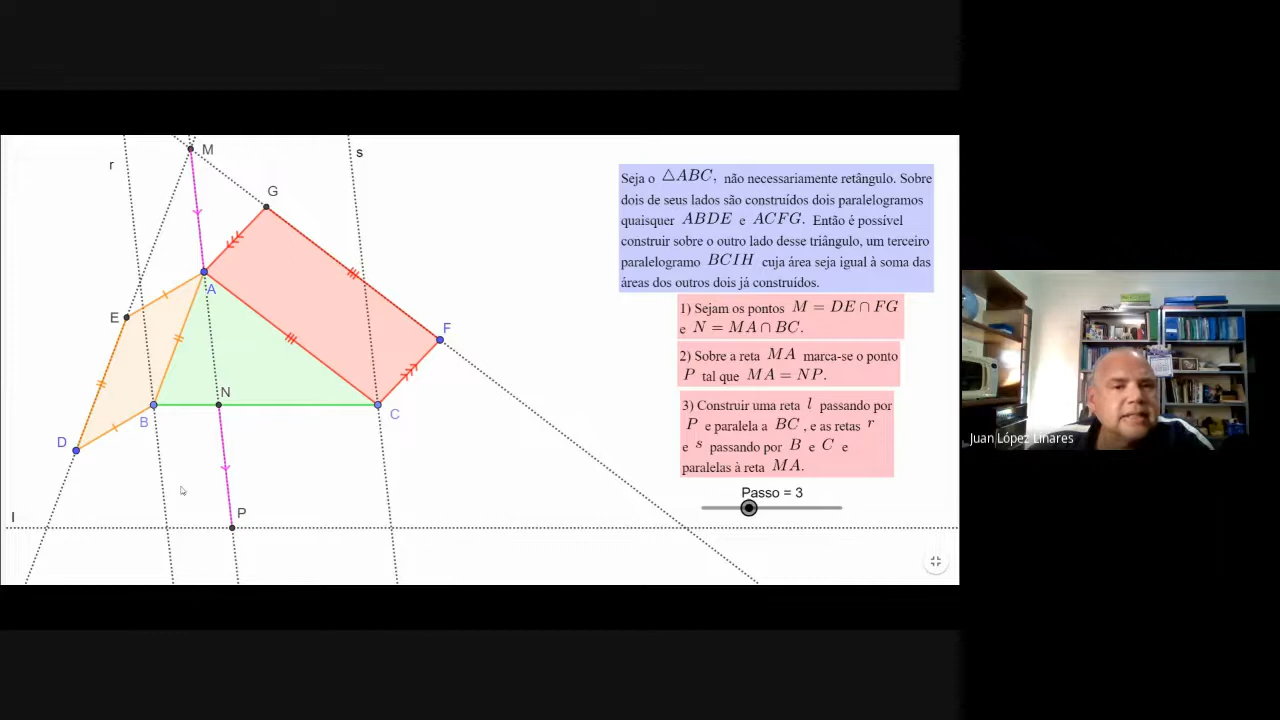 M
s
r
G
A
E
F
N
B
C
D
P
l
Seja o △ABC, não necessariamente retângulo. Sobre
dois de seus lados são construídos dois paralelogramos
quaisquer ABDE e ACFG. Então é possível
construir sobre o outro lado desse triângulo, um terceiro
paralelogramo BCIH cuja área seja igual à soma das
áreas dos outros dois já construídos.
1) Sejam os pontos M = DE ∩ FG
e N = MA ∩ BC.
2) Sobre a reta MA marca-se o ponto
P tal que MA = NP.
3) Construir uma reta l passando por
P e paralela a BC, e as retas r
e s passando por B e C e
paralelas à reta MA.
Passo = 3
Juan López Linares